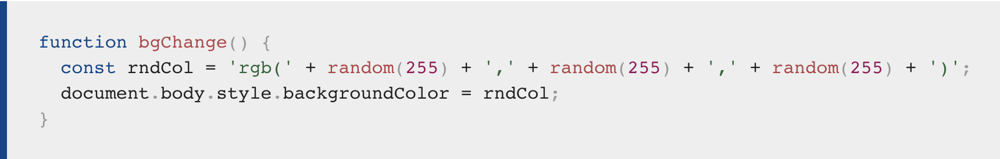 function bgChange() {
  const rndCol = 'rgb(' + random(255) + ',' + random(255) + ',' + random(255) + ')';
  document.body.style.backgroundColor = rndCol;
}